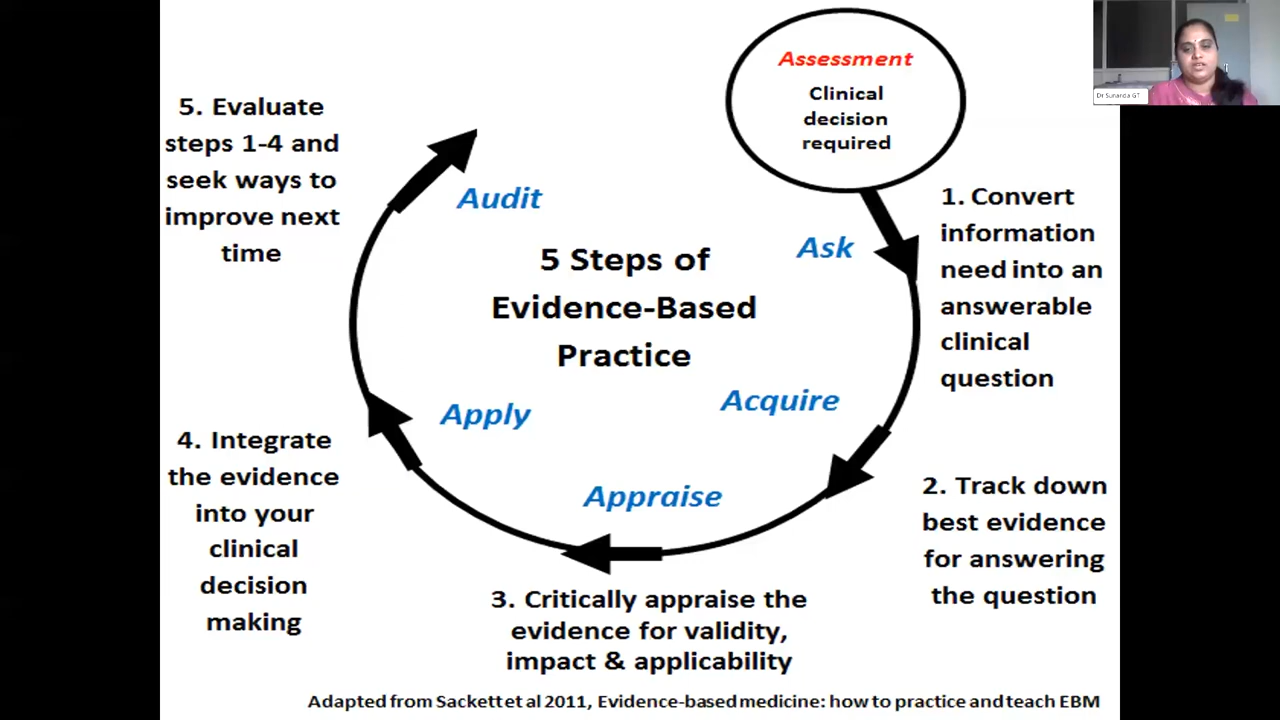 Assessment
Clinical
decision
required
Dr Sunanda GT
5 Steps of
Evidence-Based
Practice
Ask
1. Convert
information
need into an
answerable
clinical
question
Acquire
2. Track down
best evidence
for answering
the question
Appraise
3. Critically appraise the
evidence for validity,
impact & applicability
Apply
4. Integrate
the evidence
into your
clinical
decision
making
Audit
5. Evaluate
steps 1-4 and
seek ways to
improve next
time
Adapted from Sackett et al 2011, Evidence-based medicine: how to practice and teach EBM